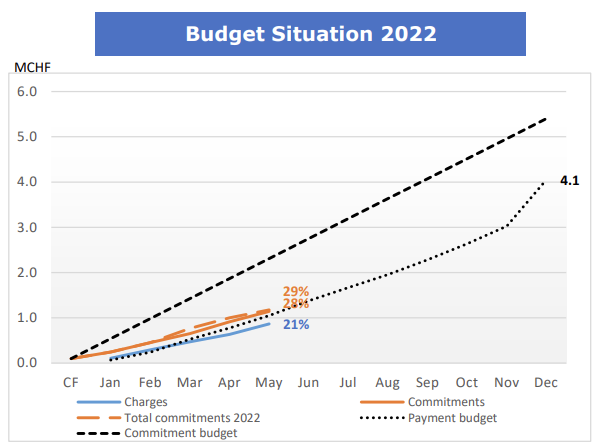 Budget Situation 2022
MCHF
6.0
5.0
4.1
4.0
3.0
2.0
29%
28%
1.0
21%
0.0
CF Jan Feb Mar Apr May Jun Jul Aug Sep Oct Nov Dec
Charges Commitments
Total commitments 2022 Payment budget
Commitment budget